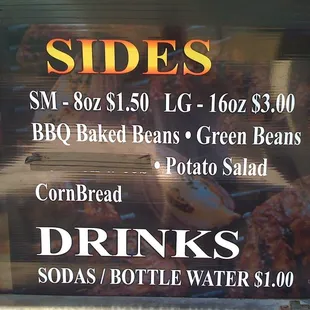 SIDES
SM - 8oz $1.50 LG - 16oz $3.00
BBQ Baked Beans • Green Beans
• Potato Salad
CornBread
DRINKS
SODAS / BOTTLE WATER $1.00